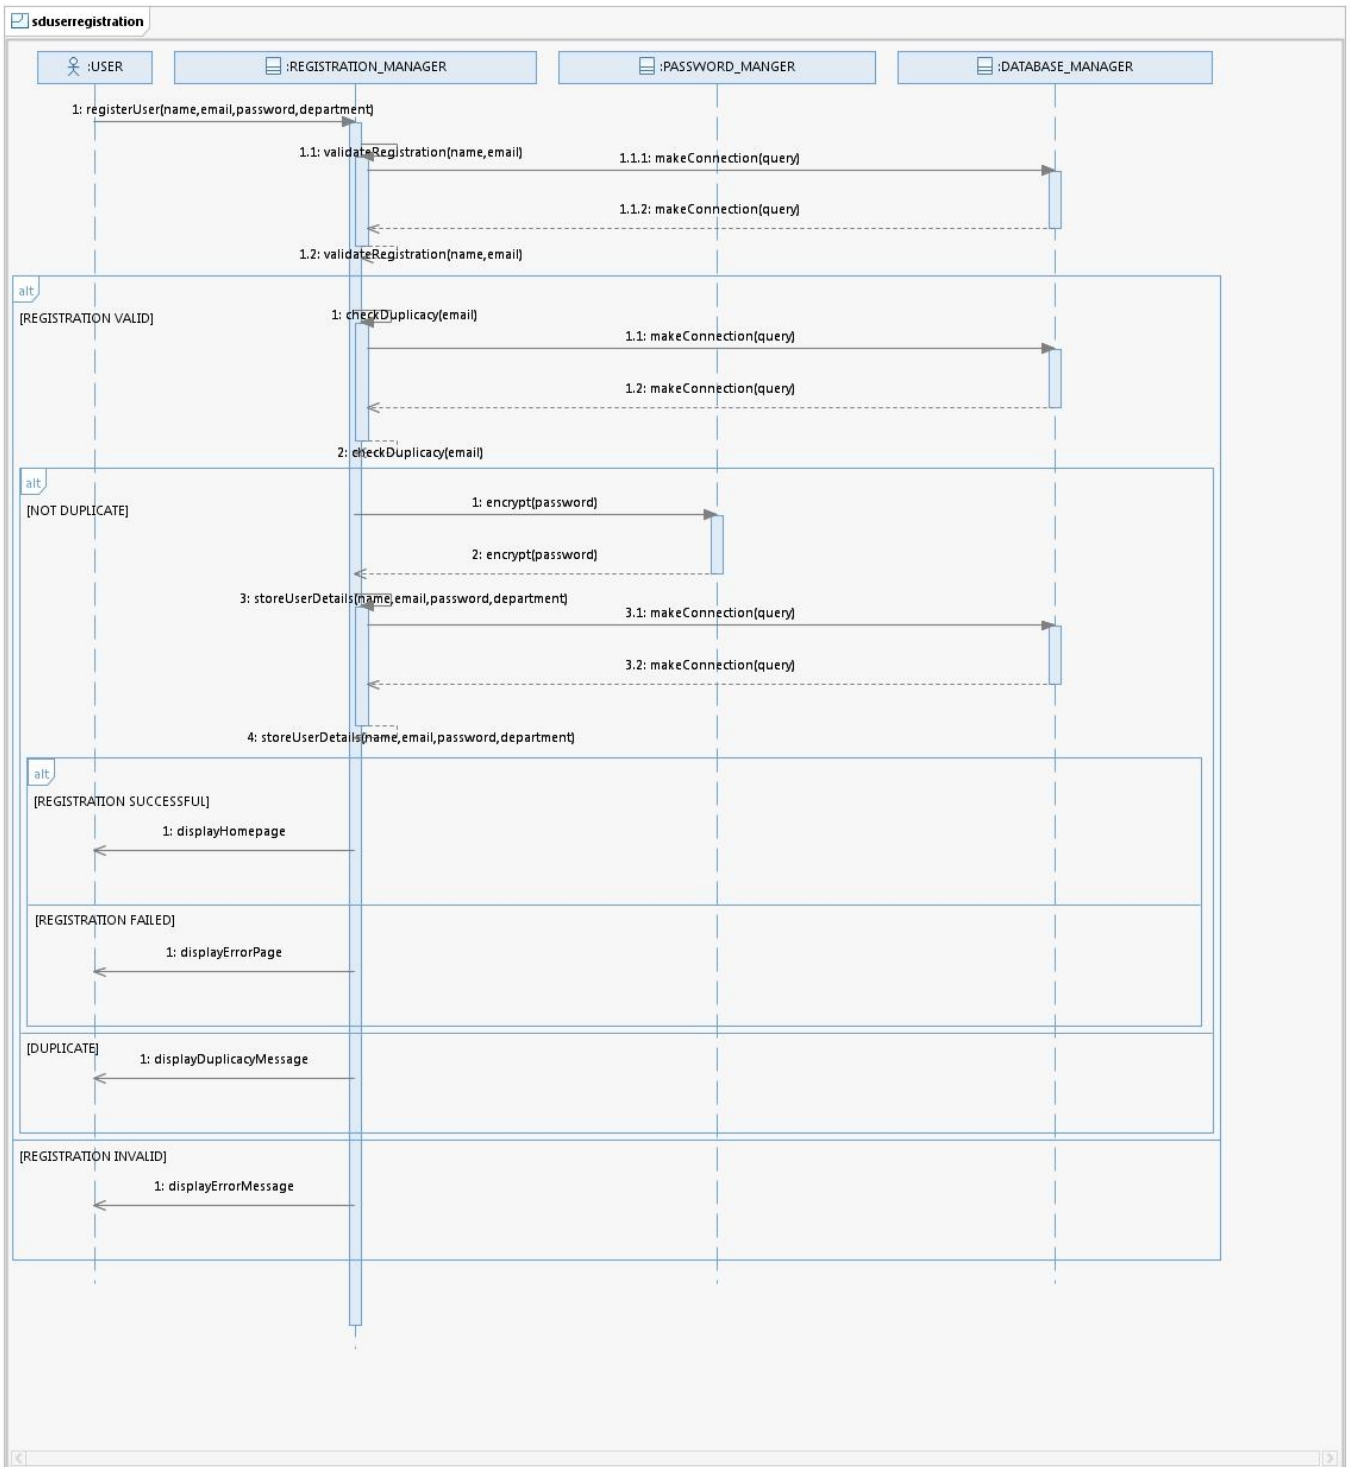 sduserregistration
:USER
:REGISTRATION_MANAGER
:PASSWORD_MANGER
:DATABASE_MANAGER
1: registerUser(name,email,password,department)
1.1: validateRegistration(name,email)
1.1.1: makeConnection(query)
1.1.2: makeConnection(query)
1.2: validateRegistration(name,email)
alt
[REGISTRATION VALID]
1: checkDuplicacy(email)
1.1: makeConnection(query)
1.2: makeConnection(query)
2: checkDuplicacy(email)
alt
[NOT DUPLICATE]
1: encrypt(password)
2: encrypt(password)
3: storeUserDetails(name,email,password,department)
3.1: makeConnection(query)
3.2: makeConnection(query)
4: storeUserDetails(name,email,password,department)
alt
[REGISTRATION SUCCESSFUL]
1: displayHomepage
[REGISTRATION FAILED]
1: displayErrorPage
[DUPLICATE]
1: displayDuplicacyMessage
[REGISTRATION INVALID]
1: displayErrorMessage